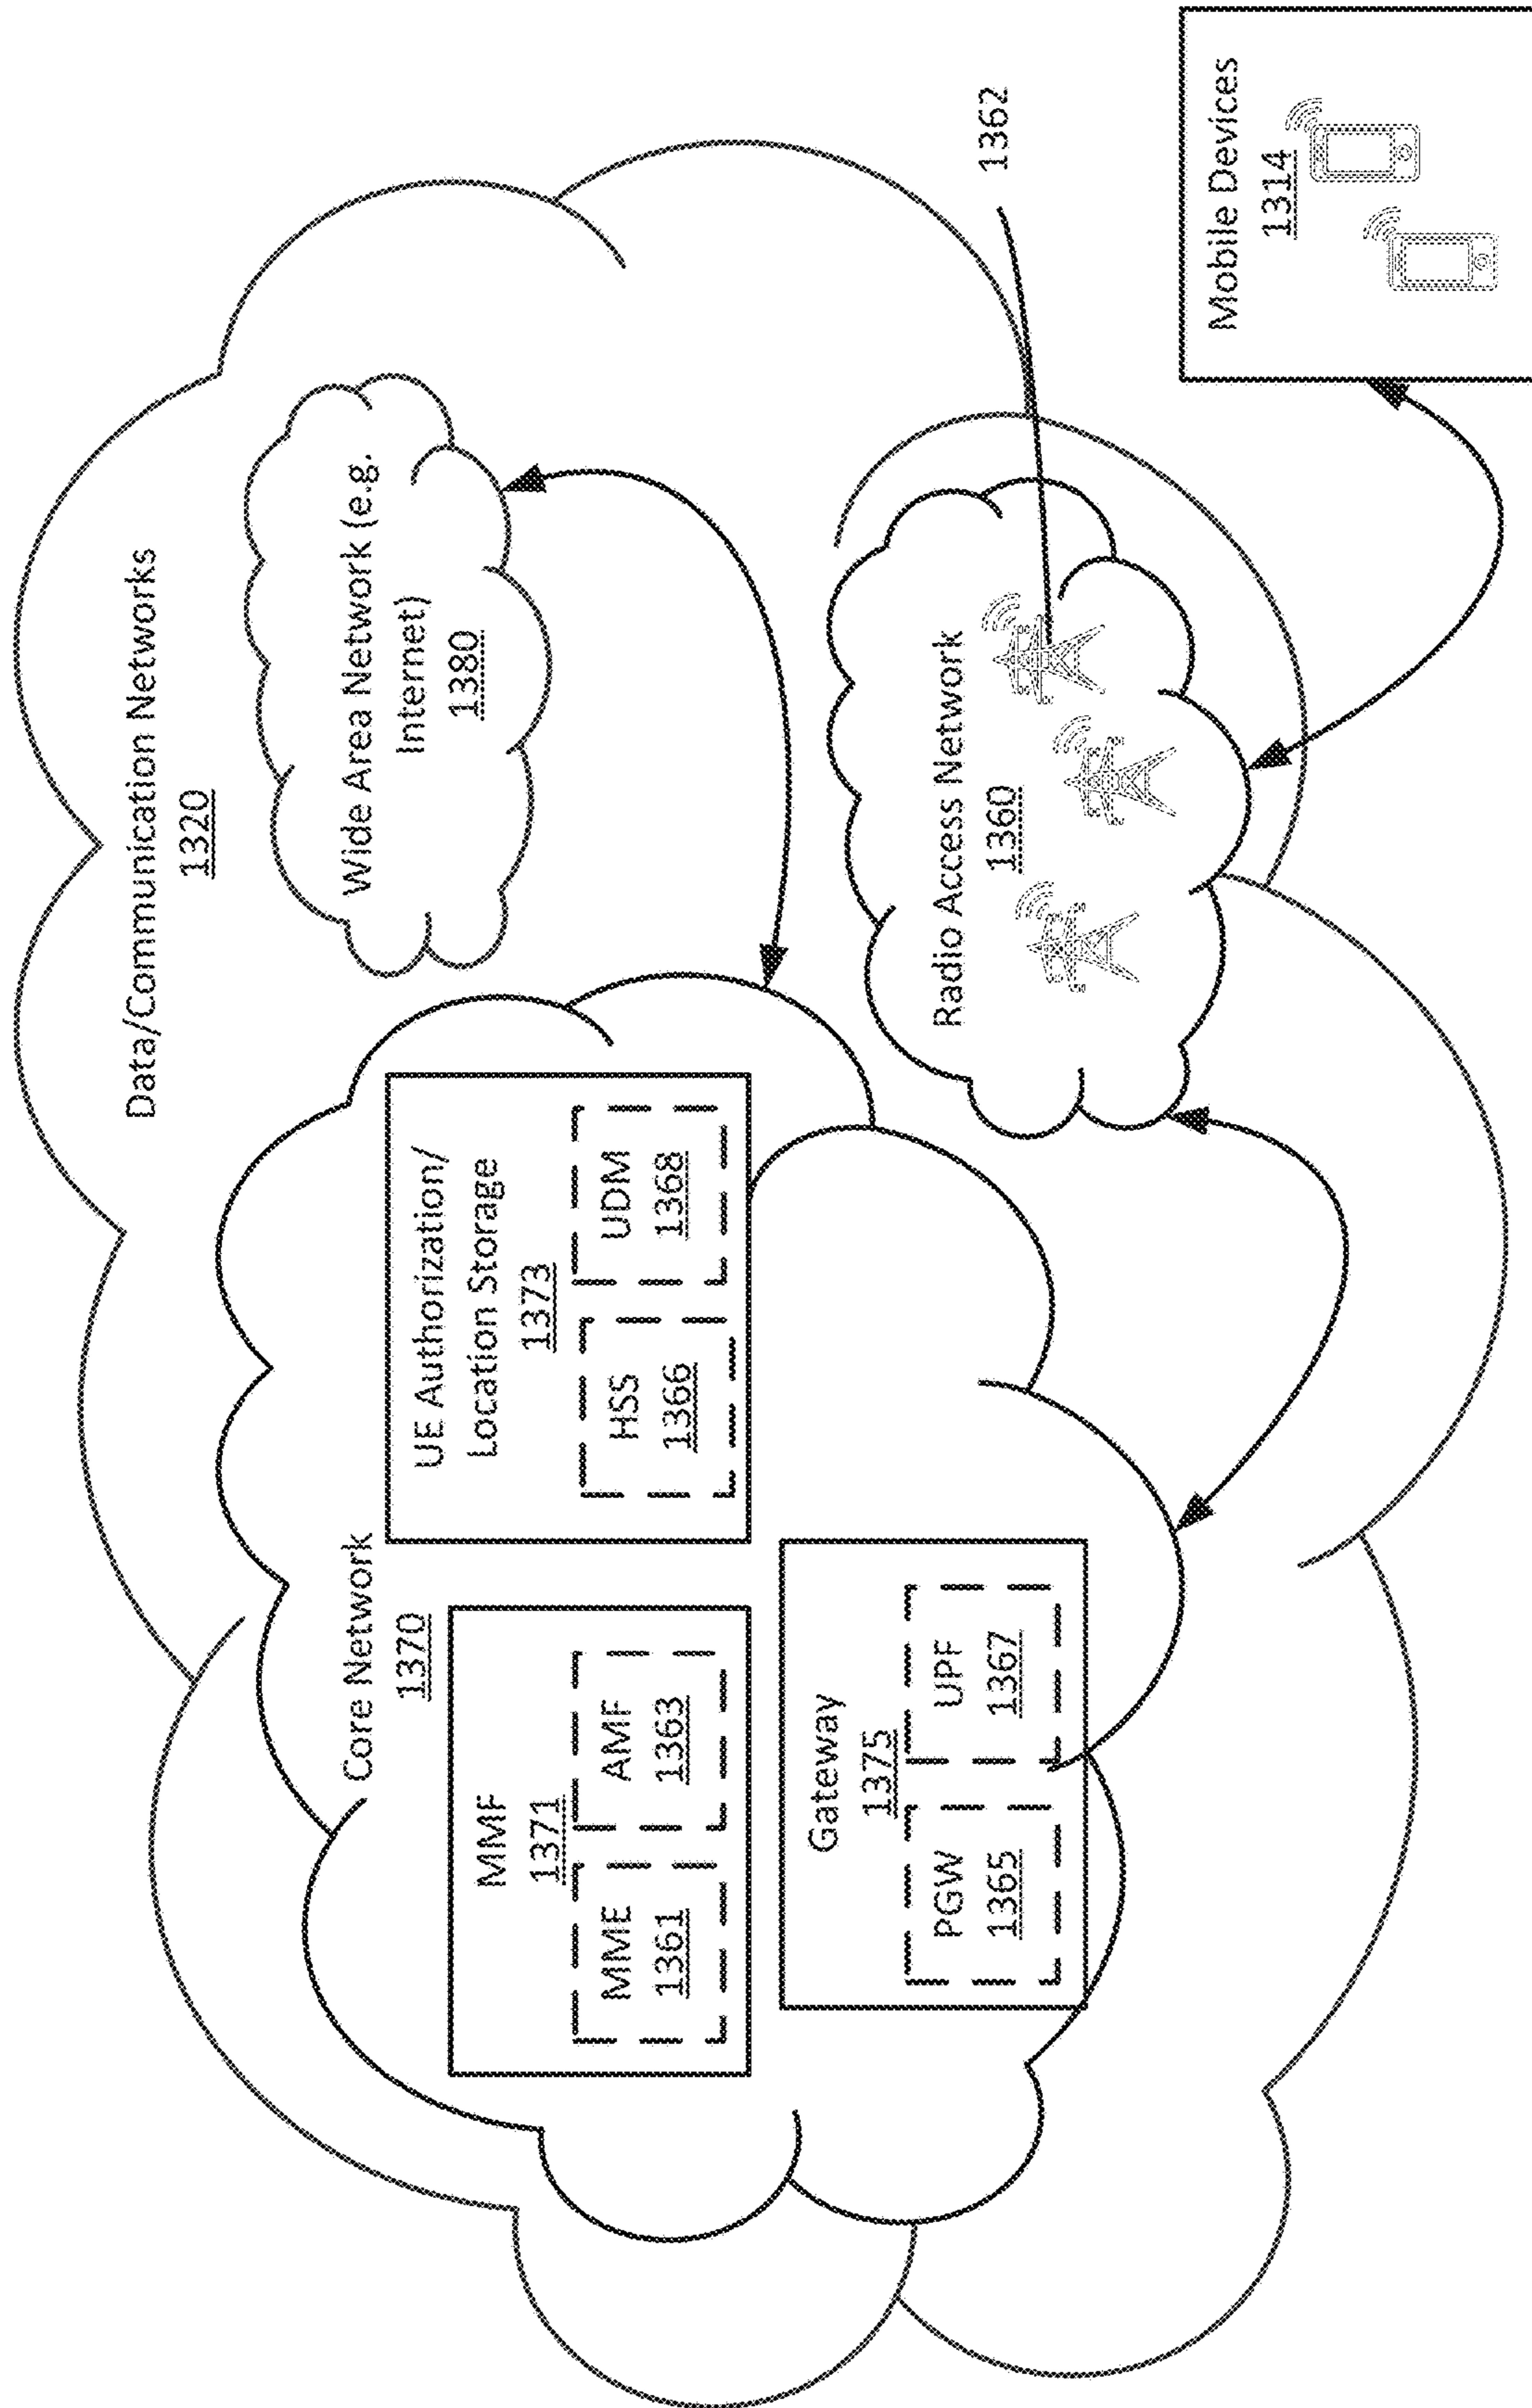 Data/Communication Networks
1320
Core Network
1370
MMF
1371
MME
1361
AMF
1363
UE Authorization/
Location Storage
1373
HSS
1366
UDM
1368
Gateway
1375
PGW
1365
UPF
1367
Wide Area Network (e.g.
Internet)
1380
Radio Access Network
1360
1362
Mobile Devices
1314